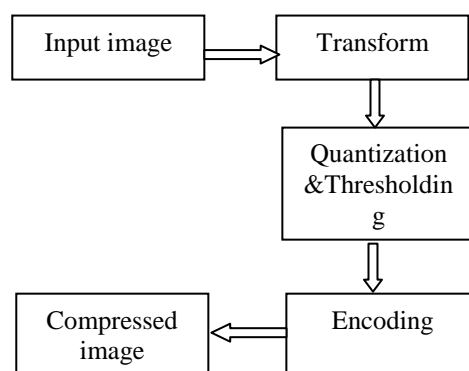 Input image
Transform
Quantization
&Thresholdin
g
Encoding
Compressed
image